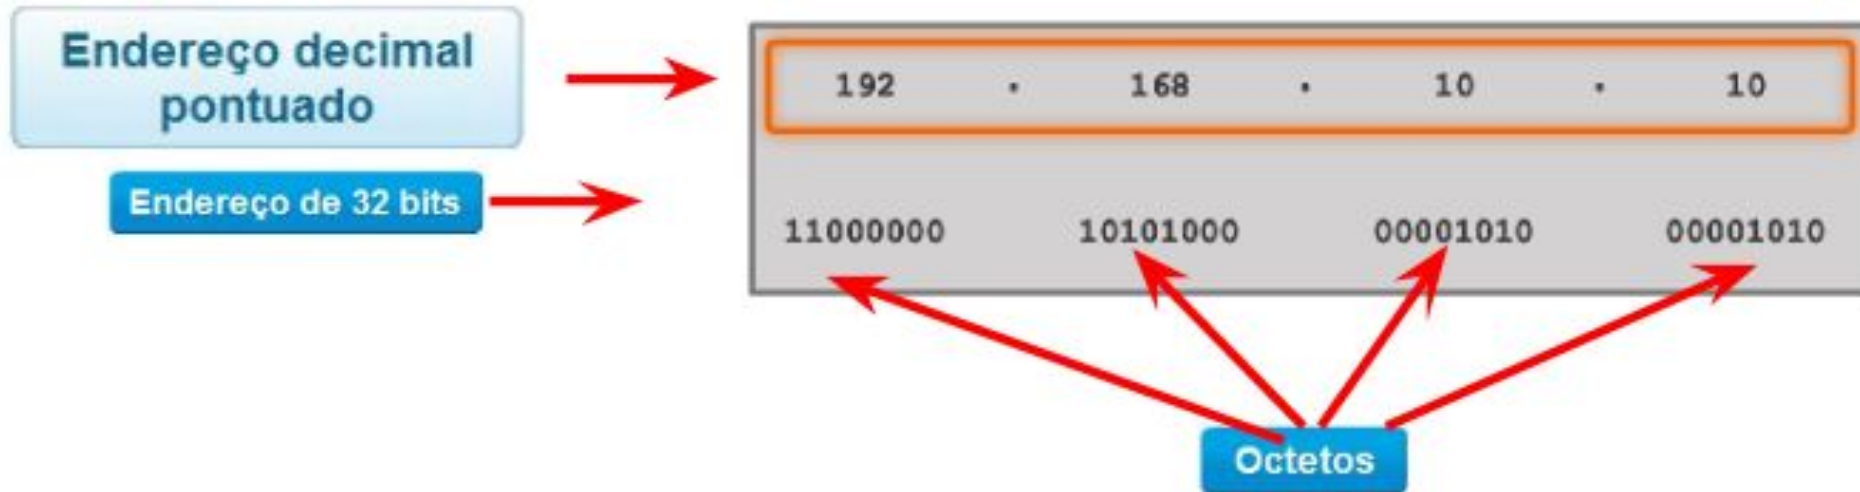 Endereço decimal
pontuado
192 . 168 . 10 . 10
Endereço de 32 bits
11000000 10101000 00001010 00001010
Octetos